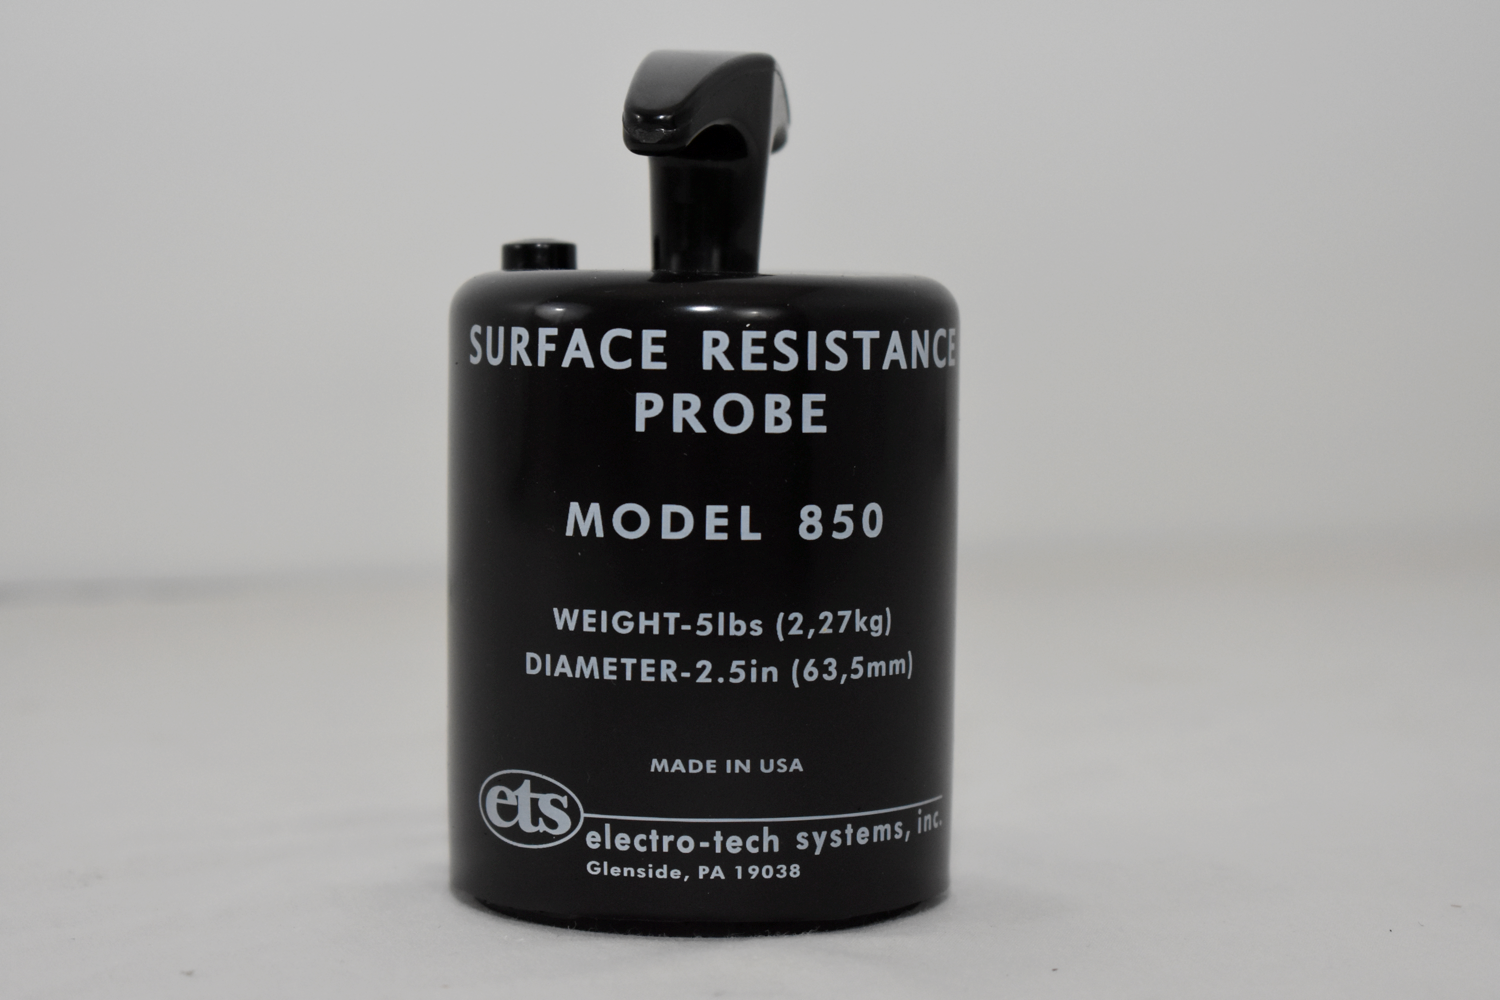 SURFACE RESISTANCE
PROBE
MODEL 850
WEIGHT-5lbs (2,27kg)
DIAMETER-2.5in (63,5mm)
MADE IN USA
ets
electro-tech systems, inc.
Glenside, PA 19038